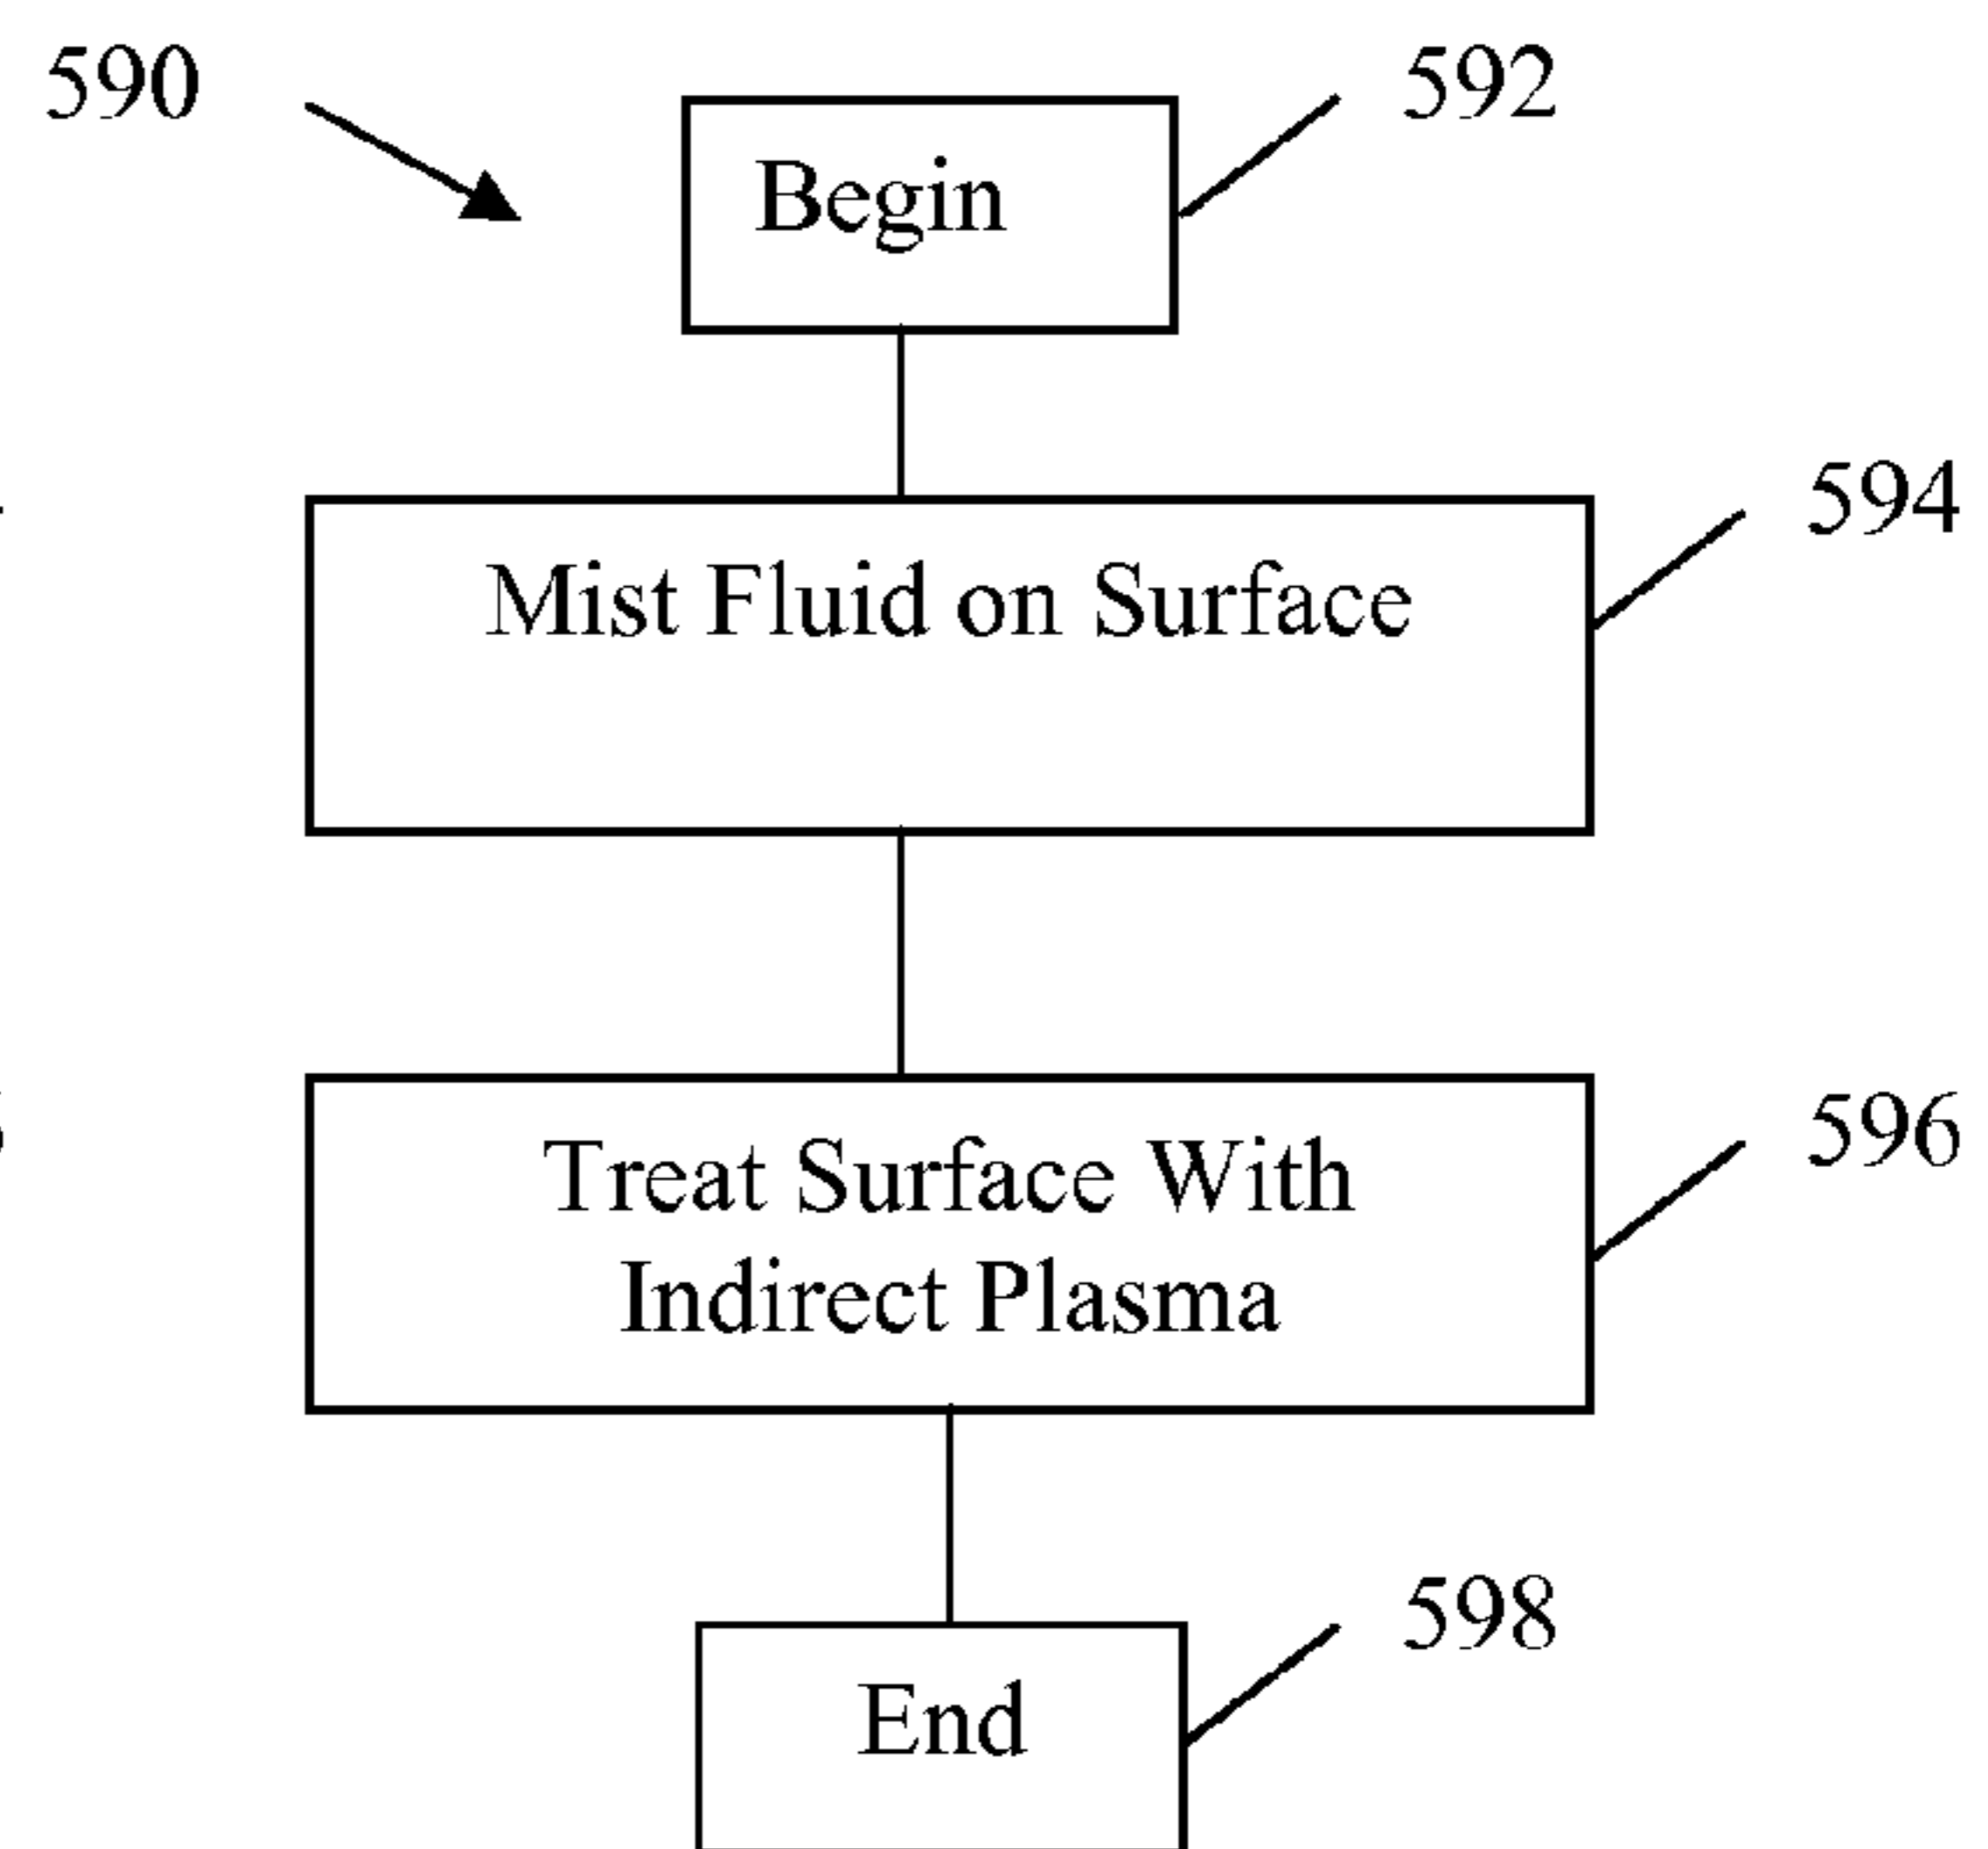 590
592
Begin
594
Mist Fluid on Surface
596
Treat Surface With
Indirect Plasma
598
End